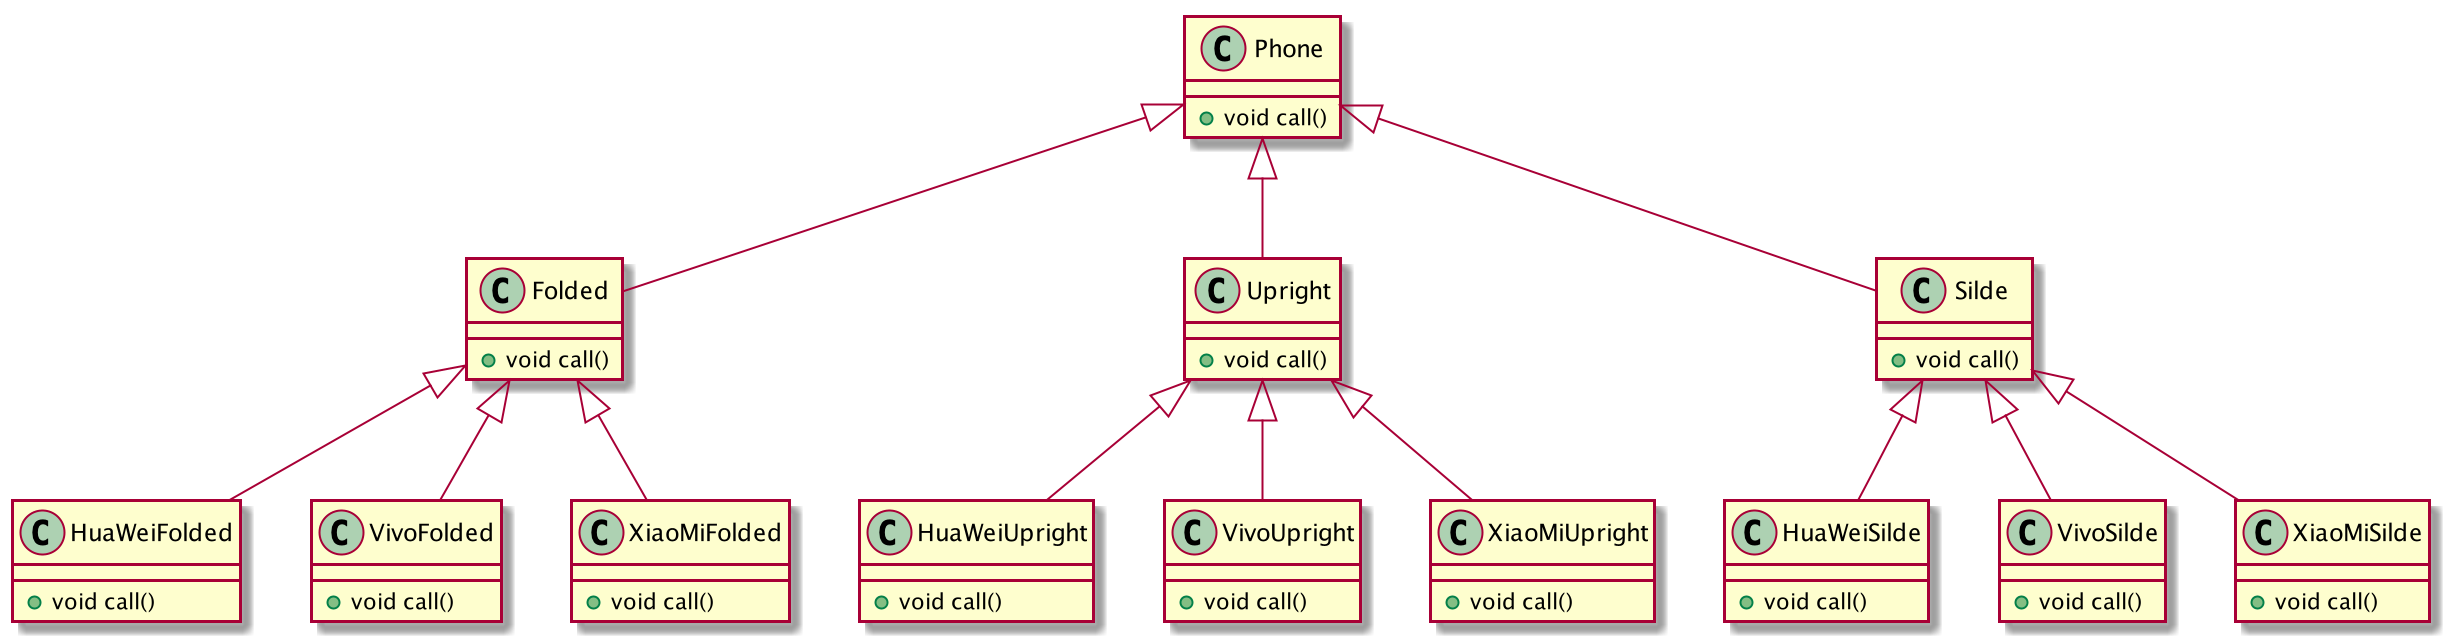 C Phone
void call()
C Folded
void call()
C Upright
void call()
C Silde
void call()
C HuaWeiFolded
void call()
C VivoFolded
void call()
C XiaoMiFolded
void call()
C HuaWeiUpright
void call()
C VivoUpright
void call()
C XiaoMiUpright
void call()
C HuaWeiSilde
void call()
C VivoSilde
void call()
C XiaoMiSilde
void call()